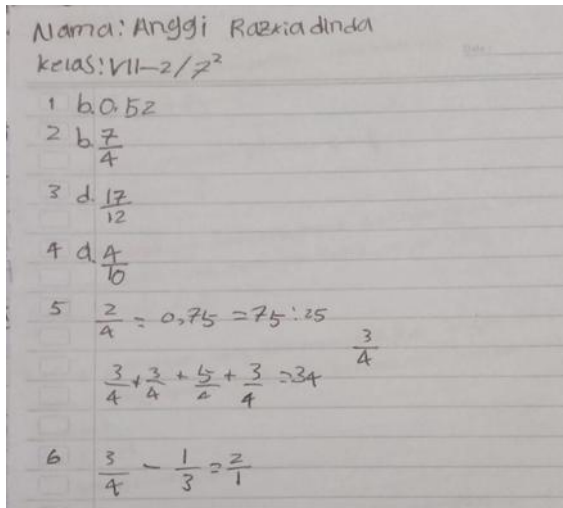 Nama: Anggi Razkia dinda
Kelas: VII-2/7²
1 b. 0.52
2 b. 7/4
3 d. 17/12
4 d. 4/10
5 2/4 = 0,75 = 75:25 3/4
3/4 + 3/4 + 5/4 + 3/4 = 34
6 3/4 - 1/3 = 2/1